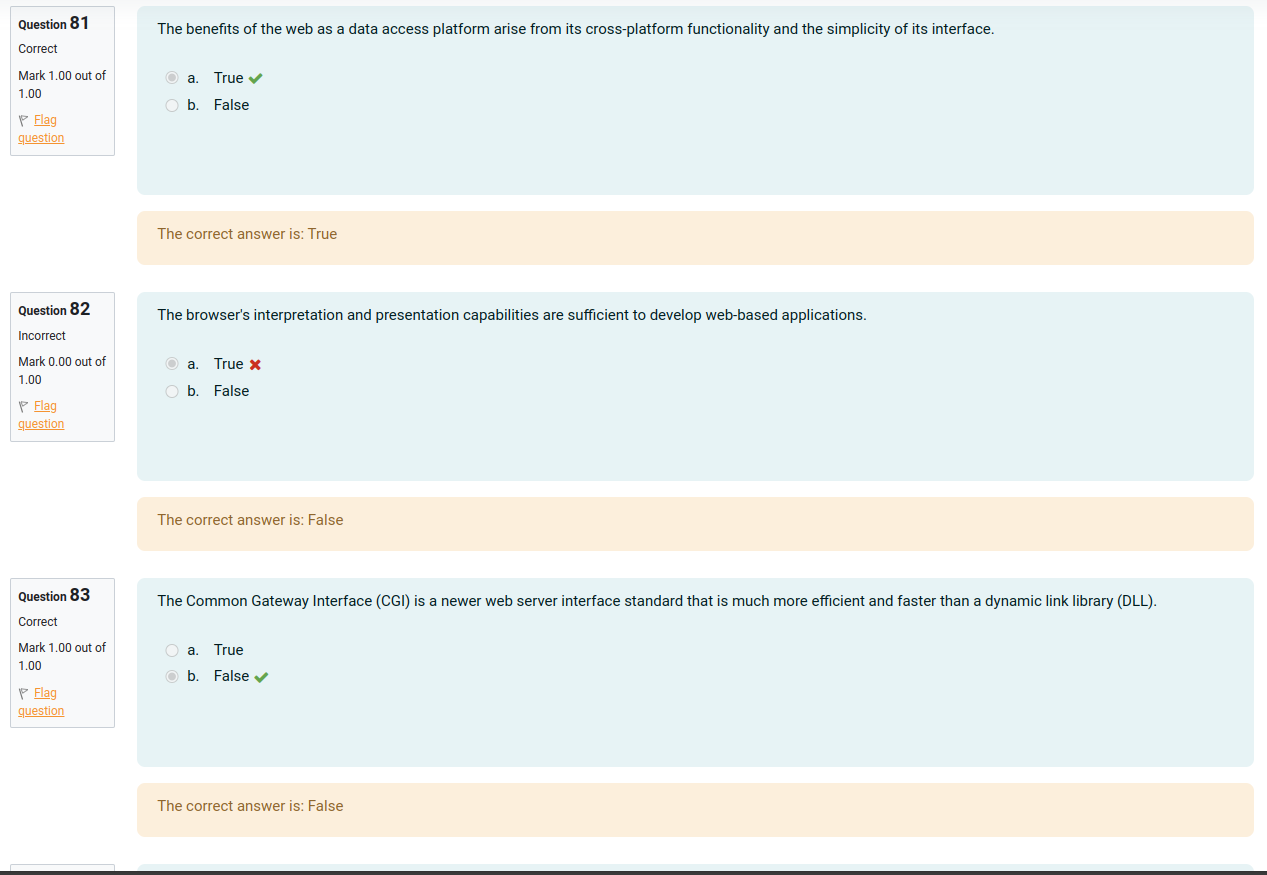 Question 81
Correct
Mark 1.00 out of
1.00
Flag
question
The benefits of the web as a data access platform arise from its cross-platform functionality and the simplicity of its interface.
a. True
b. False
The correct answer is: True
Question 82
Incorrect
Mark 0.00 out of
1.00
Flag
question
The browser's interpretation and presentation capabilities are sufficient to develop web-based applications.
a. True
b. False
The correct answer is: False
Question 83
Correct
Mark 1.00 out of
1.00
Flag
question
The Common Gateway Interface (CGI) is a newer web server interface standard that is much more efficient and faster than a dynamic link library (DLL).
a. True
b. False
The correct answer is: False